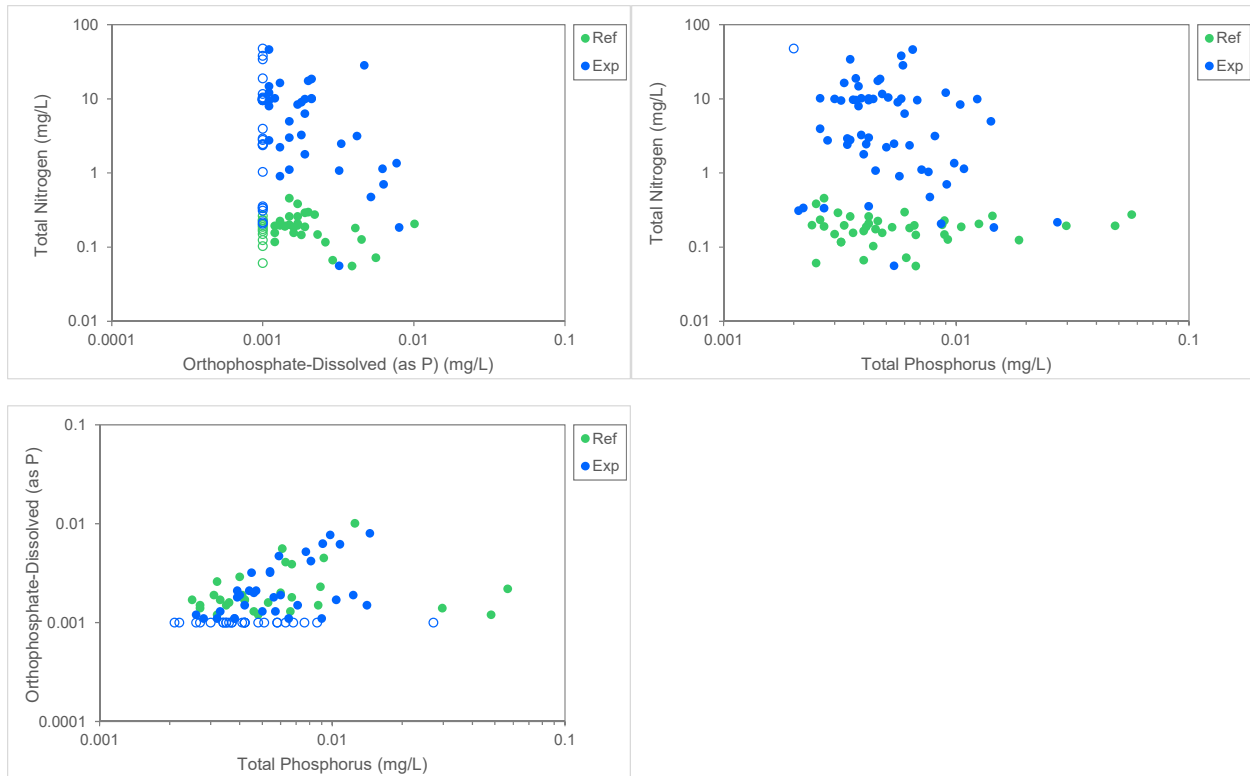 100
10
1
0.1
0.01
Total Nitrogen (mg/L)
0.0001 0.001 0.01 0.1
Orthophosphate-Dissolved (as P) (mg/L)
Ref
Exp
100
10
1
0.1
0.01
Total Nitrogen (mg/L)
0.001 0.01 0.1
Total Phosphorus (mg/L)
Ref
Exp
0.1
0.01
0.001
0.0001
Orthophosphate-Dissolved (as P)
0.001 0.01 0.1
Total Phosphorus (mg/L)
Ref
Exp